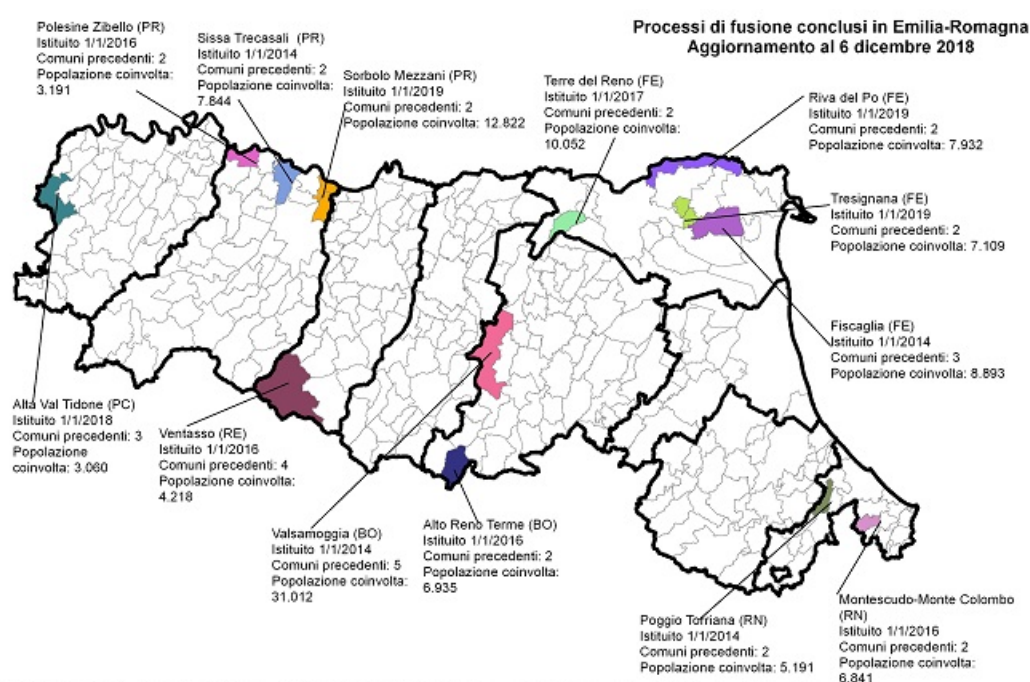 Processi di fusione conclusi in Emilia-Romagna
Aggiornamento al 6 dicembre 2018
Polesine Zibello (PR)
Istituito 1/1/2016
Comuni precedenti: 2
Popolazione coinvolta:
3.191
Sissa Trecasali (PR)
Istituito 1/1/2014
Comuni precedenti: 2
Popolazione coinvolta:
7.844
Sorbolo Mezzani (PR)
Istituito 1/1/2019
Comuni precedenti: 2
Popolazione coinvolta: 12.822
Terre del Reno (FE)
Istituito 1/1/2017
Comuni precedenti: 2
Popolazione coinvolta:
10.052
Riva del Po (FE)
Istituito 1/1/2019
Comuni precedenti: 2
Popolazione coinvolta: 7.932
Tresignana (FE)
Istituito 1/1/2019
Comuni precedenti: 2
Popolazione coinvolta: 7.109
Fiscaglia (FE)
Istituito 1/1/2014
Comuni precedenti: 3
Popolazione coinvolta: 8.893
Alta Val Tidone (PC)
Istituito 1/1/2018
Comuni precedenti: 3
Popolazione
coinvolta: 3.060
Ventasso (RE)
Istituito 1/1/2016
Comuni precedenti: 4
Popolazione coinvolta:
4.218
Valsamoggia (BO)
Istituito 1/1/2014
Comuni precedenti: 5
Popolazione coinvolta:
31.012
Alto Reno Terme (BO)
Istituito 1/1/2016
Comuni precedenti: 2
Popolazione coinvolta:
6.935
Poggio Torriana (RN)
Istituito 1/1/2014
Comuni precedenti: 2
Popolazione coinvolta: 5.191
Montescudo-Monte Colombo
(RN)
Istituito 1/1/2016
Comuni precedenti: 2
Popolazione coinvolta:
6.841